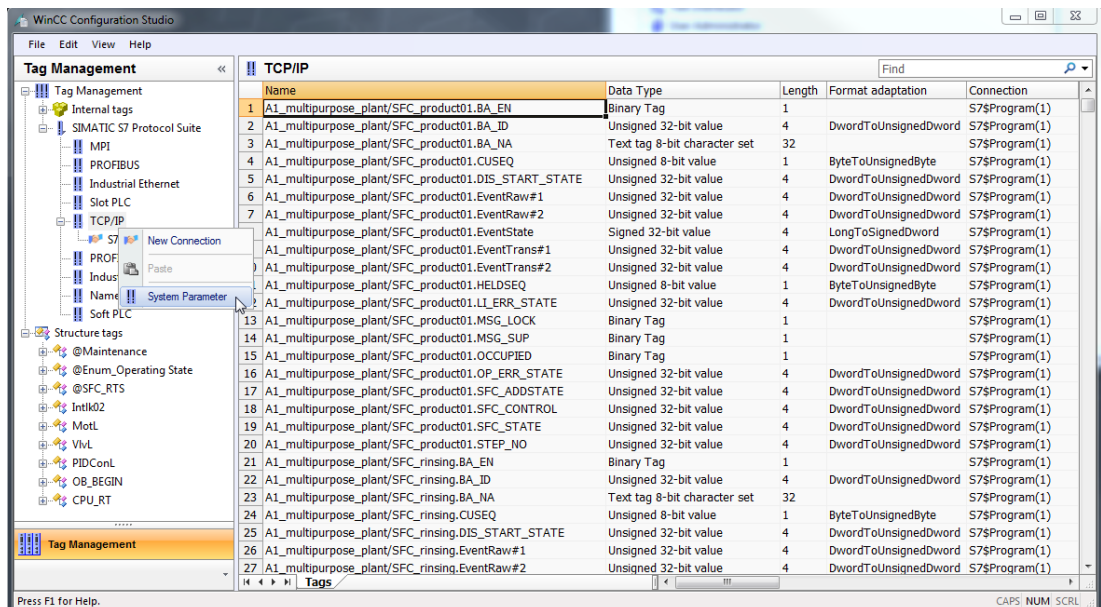 WinCC Configuration Studio
File Edit View Help
Tag Management «
Tag Management
Internal tags
SIMATIC S7 Protocol Suite
MPI
PROFIBUS
Industrial Ethernet
Slot PLC
TCP/IP
S7
PROF
Indus
Name
Soft PLC
New Connection
Paste
System Parameter
Structure tags
@Maintenance
@Enum_Operating State
@SFC_RTS
Intlk02
MotL
VlvL
PIDConL
OB_BEGIN
CPU_RT
Tag Management
TCP/IP Find
Name Data Type Length Format adaptation Connection
1 A1_multipurpose_plant/SFC_product01.BA_EN Binary Tag 1 S7$Program(1)
2 A1_multipurpose_plant/SFC_product01.BA_ID Unsigned 32-bit value 4 DwordToUnsignedDword S7$Program(1)
3 A1_multipurpose_plant/SFC_product01.BA_NA Text tag 8-bit character set 32 S7$Program(1)
4 A1_multipurpose_plant/SFC_product01.CUSEQ Unsigned 8-bit value 1 ByteToUnsignedByte S7$Program(1)
5 A1_multipurpose_plant/SFC_product01.DIS_START_STATE Unsigned 32-bit value 4 DwordToUnsignedDword S7$Program(1)
6 A1_multipurpose_plant/SFC_product01.EventRaw#1 Unsigned 32-bit value 4 DwordToUnsignedDword S7$Program(1)
7 A1_multipurpose_plant/SFC_product01.EventRaw#2 Unsigned 32-bit value 4 DwordToUnsignedDword S7$Program(1)
A1_multipurpose_plant/SFC_product01.EventState Signed 32-bit value 4 LongToSignedDword S7$Program(1)
A1_multipurpose_plant/SFC_product01.EventTrans#1 Unsigned 32-bit value 4 DwordToUnsignedDword S7$Program(1)
A1_multipurpose_plant/SFC_product01.EventTrans#2 Unsigned 32-bit value 4 DwordToUnsignedDword S7$Program(1)
A1_multipurpose_plant/SFC_product01.HELDSEQ Unsigned 8-bit value 1 ByteToUnsignedByte S7$Program(1)
A1_multipurpose_plant/SFC_product01.LI_ERR_STATE Unsigned 32-bit value 4 DwordToUnsignedDword S7$Program(1)
13 A1_multipurpose_plant/SFC_product01.MSG_LOCK Binary Tag 1 S7$Program(1)
14 A1_multipurpose_plant/SFC_product01.MSG_SUP Binary Tag 1 S7$Program(1)
15 A1_multipurpose_plant/SFC_product01.OCCUPIED Binary Tag 1 S7$Program(1)
16 A1_multipurpose_plant/SFC_product01.OP_ERR_STATE Unsigned 32-bit value 4 DwordToUnsignedDword S7$Program(1)
17 A1_multipurpose_plant/SFC_product01.SFC_ADDSTATE Unsigned 32-bit value 4 DwordToUnsignedDword S7$Program(1)
18 A1_multipurpose_plant/SFC_product01.SFC_CONTROL Unsigned 32-bit value 4 DwordToUnsignedDword S7$Program(1)
19 A1_multipurpose_plant/SFC_product01.SFC_STATE Unsigned 32-bit value 4 DwordToUnsignedDword S7$Program(1)
20 A1_multipurpose_plant/SFC_product01.STEP_NO Unsigned 32-bit value 4 DwordToUnsignedDword S7$Program(1)
21 A1_multipurpose_plant/SFC_rinsing.BA_EN Binary Tag 1 S7$Program(1)
22 A1_multipurpose_plant/SFC_rinsing.BA_ID Unsigned 32-bit value 4 DwordToUnsignedDword S7$Program(1)
23 A1_multipurpose_plant/SFC_rinsing.BA_NA Text tag 8-bit character set 32 S7$Program(1)
24 A1_multipurpose_plant/SFC_rinsing.CUSEQ Unsigned 8-bit value 1 ByteToUnsignedByte S7$Program(1)
25 A1_multipurpose_plant/SFC_rinsing.DIS_START_STATE Unsigned 32-bit value 4 DwordToUnsignedDword S7$Program(1)
26 A1_multipurpose_plant/SFC_rinsing.EventRaw#1 Unsigned 32-bit value 4 DwordToUnsignedDword S7$Program(1)
27 A1_multipurpose_plant/SFC_rinsing.EventRaw#2 Unsigned 32-bit value 4 DwordToUnsignedDword S7$Program(1)
Tags
Press F1 for Help. CAPS NUM SCRL